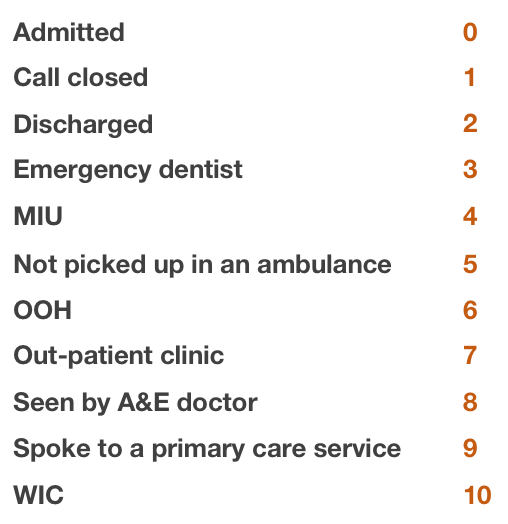 Admitted 0
Call closed 1
Discharged 2
Emergency dentist 3
MIU 4
Not picked up in an ambulance 5
OOH 6
Out-patient clinic 7
Seen by A&E doctor 8
Spoke to a primary care service 9
WIC 10